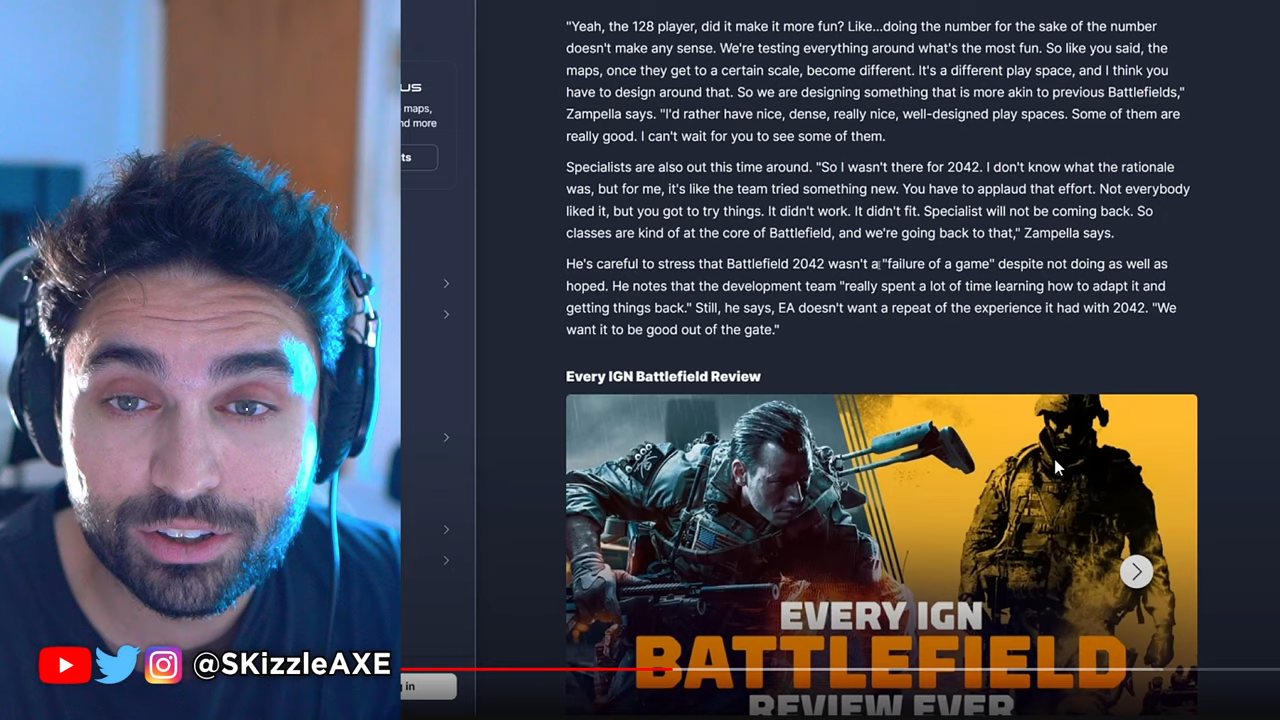 "Yeah, the 128 player, did it make it more fun? Like...doing the number for the sake of the number
doesn't make any sense. We're testing everything around what's the most fun. So like you said, the
maps, once they get to a certain scale, become different. It's a different play space, and I think you
have to design around that. So we are designing something that is more akin to previous Battlefields,"
Zampella says. "I'd rather have nice, dense, really nice, well-designed play spaces. Some of them are
really good. I can't wait for you to see some of them.
Specialists are also out this time around. "So I wasn't there for 2042. I don't know what the rationale
was, but for me, it's like the team tried something new. You have to applaud that effort. Not everybody
liked it, but you got to try things. It didn't work. It didn't fit. Specialist will not be coming back. So
classes are kind of at the core of Battlefield, and we're going back to that," Zampella says.
He's careful to stress that Battlefield 2042 wasn't a "failure of a game" despite not doing as well as
hoped. He notes that the development team "really spent a lot of time learning how to adapt it and
getting things back." Still, he says, EA doesn't want a repeat of the experience it had with 2042. "We
want it to be good out of the gate."
Every IGN Battlefield Review
EVERY IGN
BATTLEFIELD
REVIEW EVER
US
maps,
nd more
ts
@SKizzleAXE
in